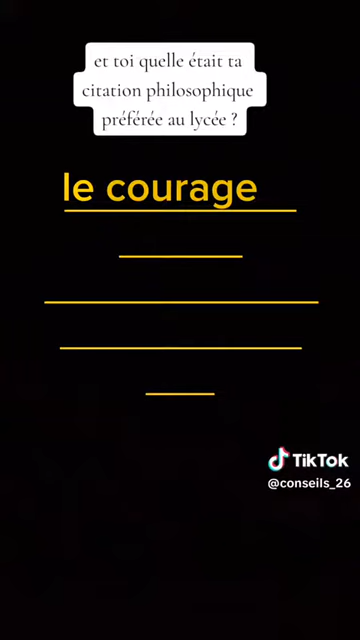 et toi quelle était ta
citation philosophique
préférée au lycée ?
le courage
TikTok
@conseils_26